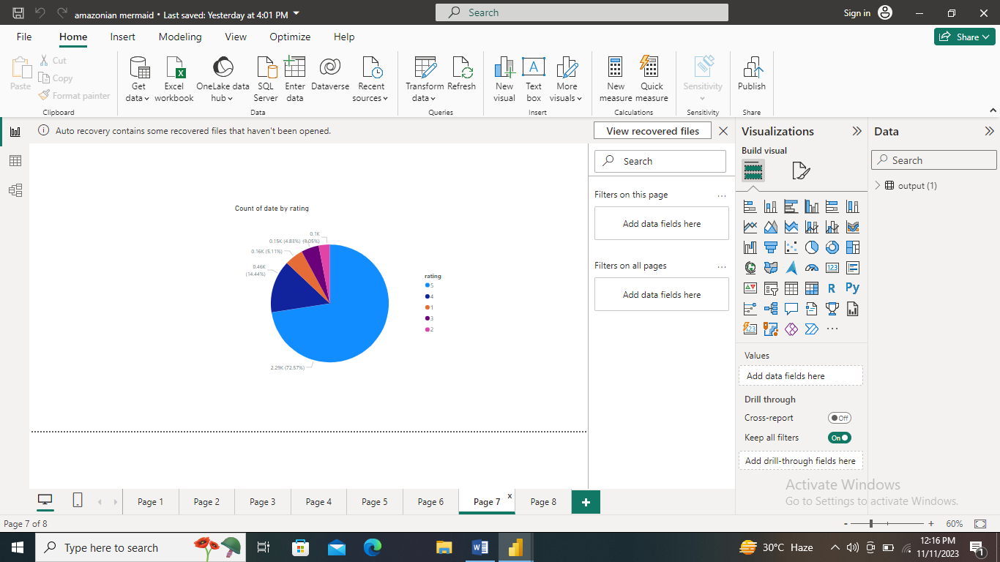 amazonian mermaid • Last saved: Yesterday at 4:01 PM
Search
Sign in
File Home Insert Modeling View Optimize Help
Share
Paste
Cut
Copy
Format painter
Clipboard
Get data
Excel workbook
OneLake data hub
SQL Server
Enter data
Dataverse
Recent sources
Data
Transform data
Refresh
Queries
New visual
Text box
More visuals
Insert
New measure
Quick measure
Calculations
Sensitivity
Sensitivity
Publish
Share
Auto recovery contains some recovered files that haven't been opened.
View recovered files
Count of date by rating
0.1K
0.15K (4.83%) (3.05%)
0.16K (5.11%)
0.46K
(14.44%)
2.29K (72.57%)
rating
5
4
1
3
2
Search
Filters on this page ...
Add data fields here
Filters on all pages ...
Add data fields here
Visualizations
Build visual
123
R Py
123
...
Values
Add data fields here
Drill through
Cross-report Off
Keep all filters On
Add drill-through fields here
Data
Search
output (1)
Activate Windows
Go to Settings to activate Windows.
Page 1 Page 2 Page 3 Page 4 Page 5 Page 6 Page 7 x Page 8 +
Page 7 of 8
- + 60%
Type here to search
30°C Haze
12:16 PM
11/11/2023
1